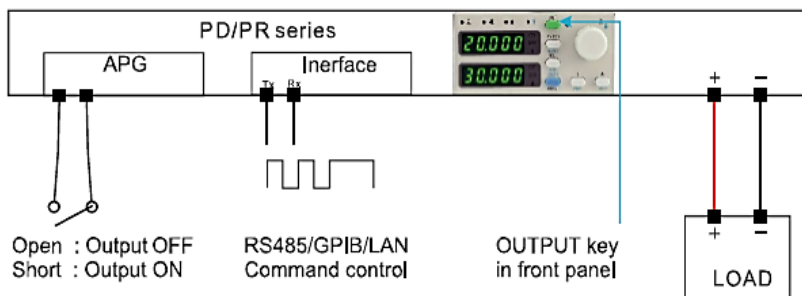 PD/PR series
APG
Inerface
Tx Rx
20.000
30.000
+ −
Open : Output OFF
Short : Output ON
RS485/GPIB/LAN
Command control
OUTPUT key
in front panel
+ −
LOAD